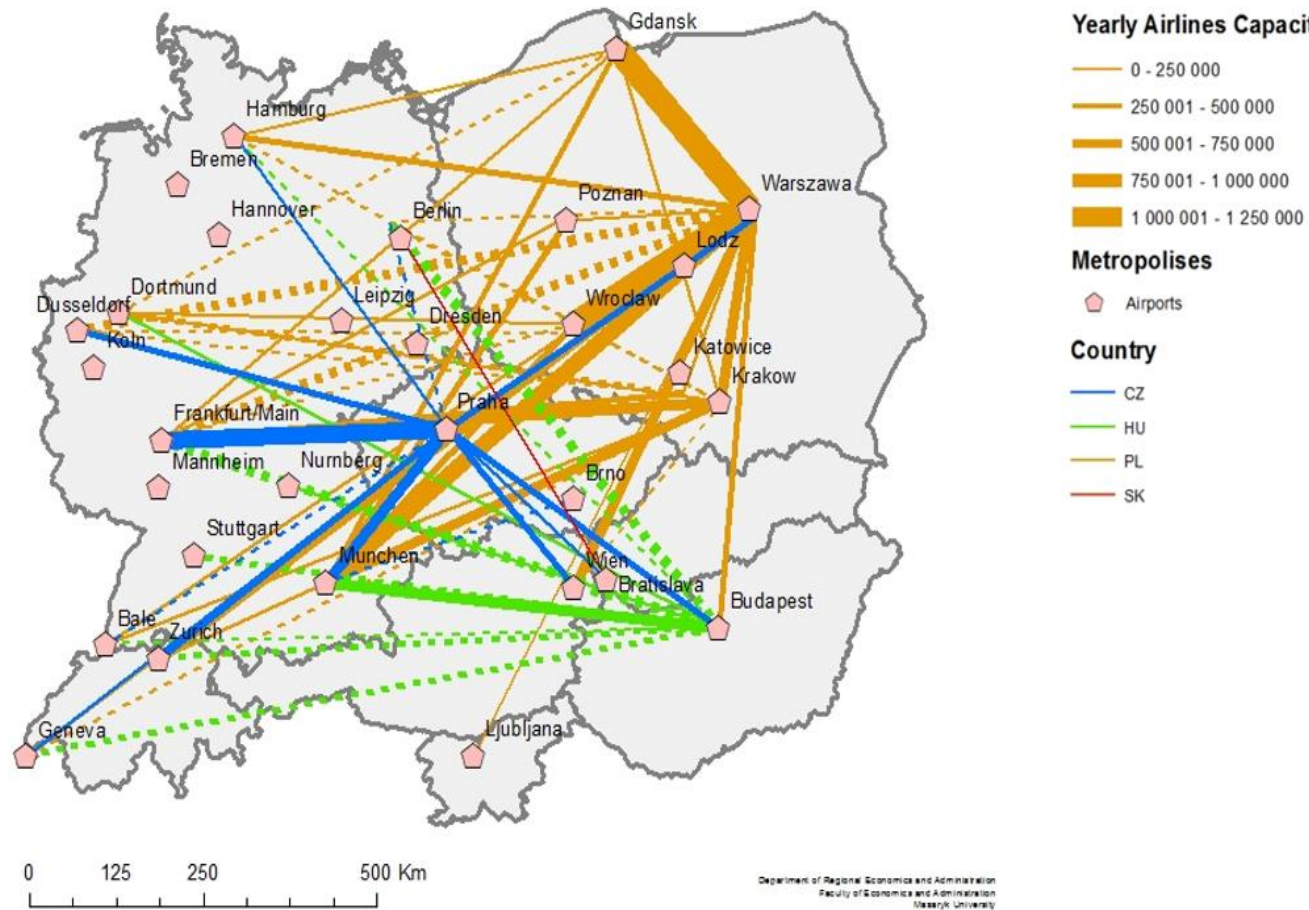 Gdansk
Hamburg
Bremen
Warszawa
Poznan
Hannover
Berlin
Lodz
Dortmund
Leipzig
Wroclaw
Dusseldorf
Dresden
Köln
Katowice
Krakow
Praha
Frankfurt/Main
Mannheim
Nurnberg
Brno
Stuttgart
Munchen
Wien
Bratislava
Budapest
Bale
Zurich
Geneva
Ljubljana
0 125 250 500 Km
Yearly Airlines Capacit
0 - 250 000
250 001 - 500 000
500 001 - 750 000
750 001 - 1 000 000
1 000 001 - 1 250 000
Metropolises
Airports
Country
CZ
HU
PL
SK
Department of Regional Economics and Administration
Faculty of Economics and Administration
Masaryk University